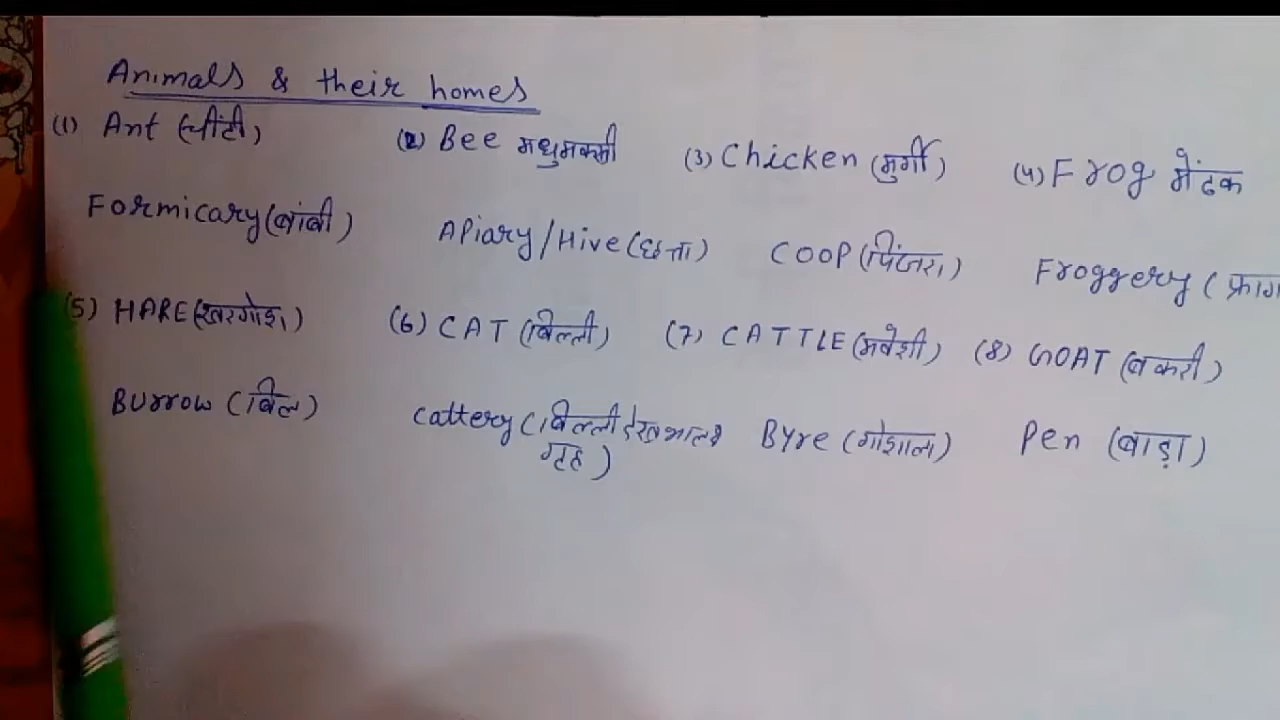 Animals & their homes
(1) Ant (चींटी) (2) Bee मधुमक्खी (3) Chicken (मुर्गी) (4) Frog मेंढक
Formicary (बांबी) Apiary/Hive (छत्ता) COOP (पिंजरा) Froggery (फ्राग
(5) HARE (खरगोश) (6) CAT (बिल्ली) (7) CATTLE (मवेशी) (8) GOAT (बकरी)
Burrow (बिल) Cattery (बिल्ली देखभाल Byre (गोशाला) Pen (बाड़ा)
गृह)